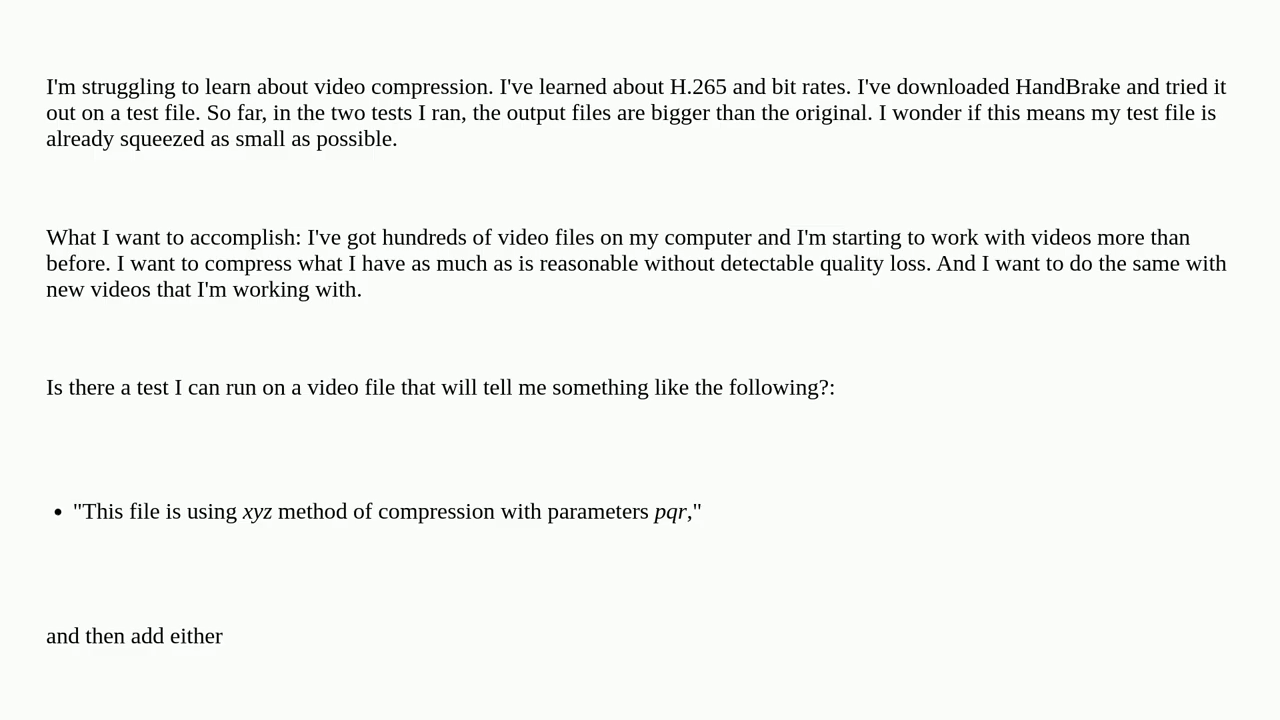 I'm struggling to learn about video compression. I've learned about H.265 and bit rates. I've downloaded HandBrake and tried it
out on a test file. So far, in the two tests I ran, the output files are bigger than the original. I wonder if this means my test file is
already squeezed as small as possible.
What I want to accomplish: I've got hundreds of video files on my computer and I'm starting to work with videos more than
before. I want to compress what I have as much as is reasonable without detectable quality loss. And I want to do the same with
new videos that I'm working with.
Is there a test I can run on a video file that will tell me something like the following?:
• "This file is using xyz method of compression with parameters pqr,"
and then add either